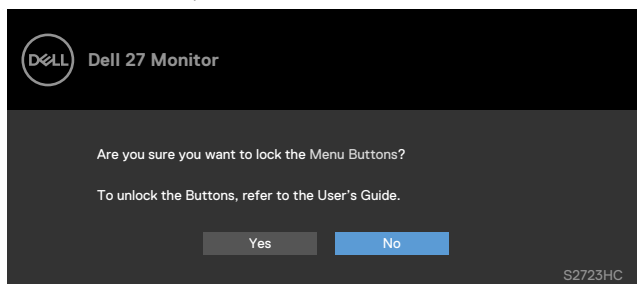 DELL
Dell 27 Monitor
Are you sure you want to lock the Menu Buttons?
To unlock the Buttons, refer to the User's Guide.
Yes
No
S2723HC